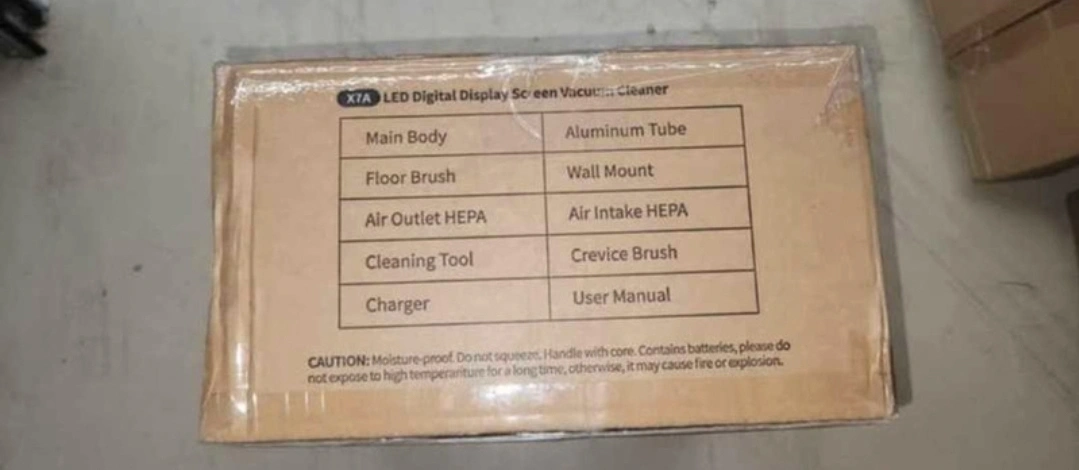 X7A LED Digital Display Screen Vacuum Cleaner
Main Body Aluminum Tube
Floor Brush Wall Mount
Air Outlet HEPA Air Intake HEPA
Cleaning Tool Crevice Brush
Charger User Manual
CAUTION: Moisture-proof. Do not squeeze. Handle with core. Contains batteries, please do
not expose to high temperanture for a long time, otherwise, it may cause fire or explosion.